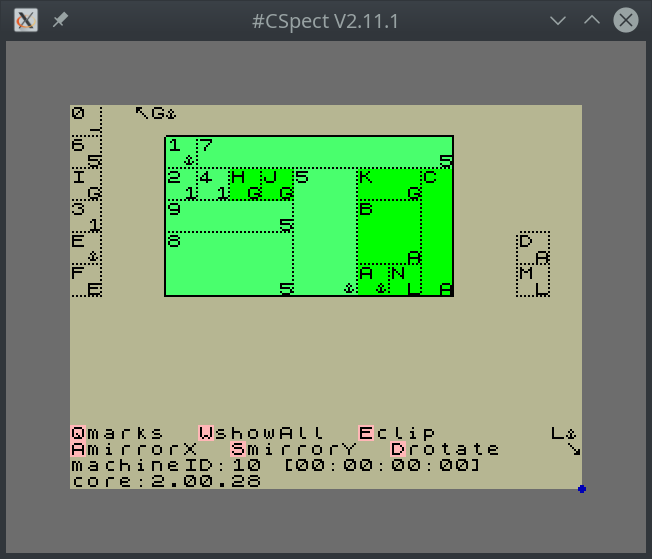 #CSpect V2.11.1
0 ↖G⚓
_
6 1 7
5 ⚓ 5
I 2 4 H J 5 K C
G 1 1 G G G
3 9 B
1 5
E 8 D
⚓ A A
F A N M
E 5 ⚓ ⚓ L A L
Qmarks WshowAll Eclip L⚓
AmirrorX SmirrorY Drotate ↘
machineID:10 [00:00:00:00]
core:2.00.28